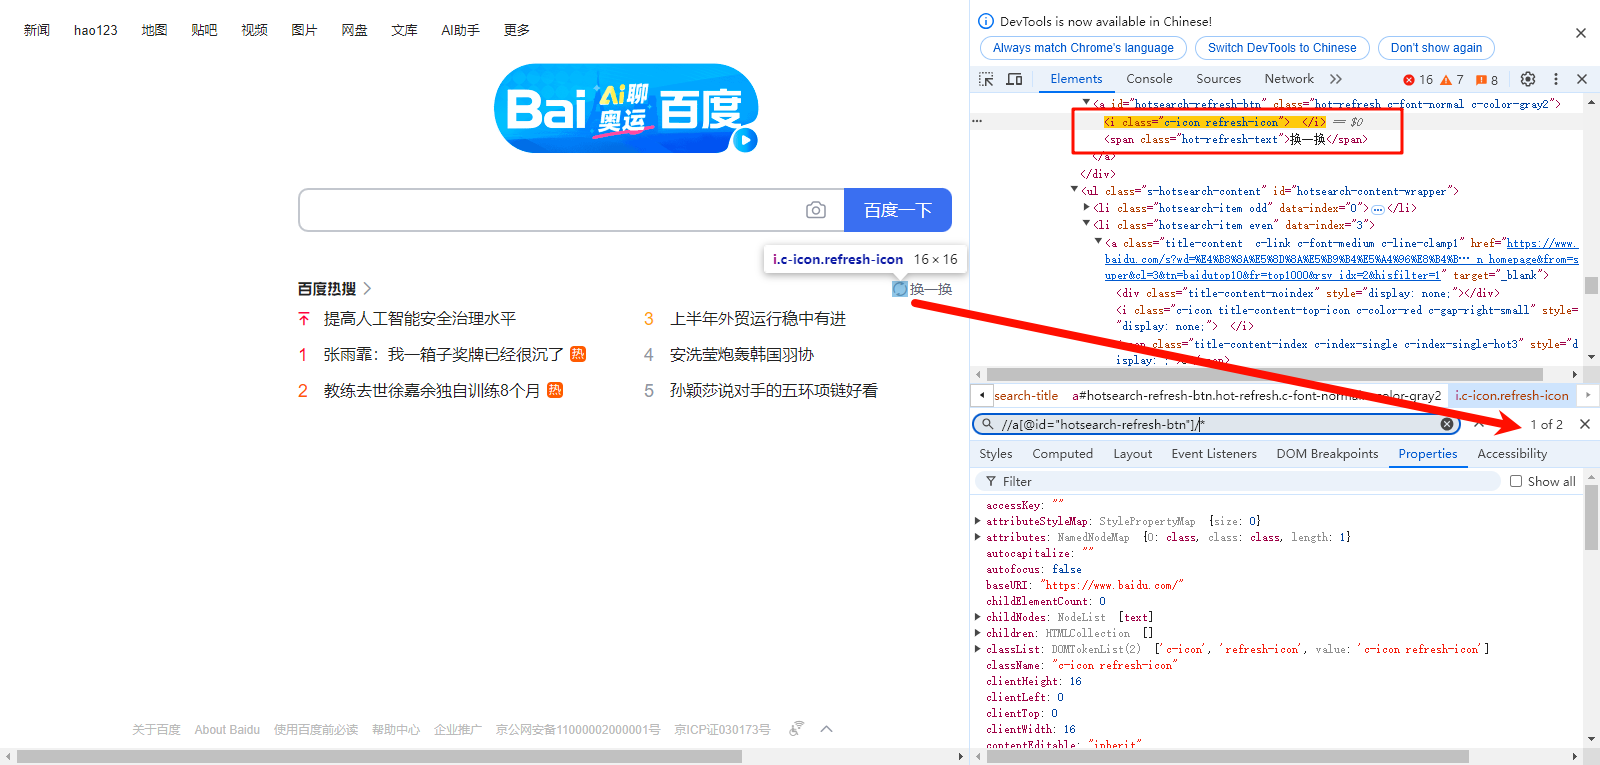 新闻
hao123
地图
贴吧
视频
图片
网盘
文库
AI助手
更多
Bai Ai聊奥运 百度
百度一下
i.c-icon.refresh-icon 16 × 16
百度热搜
换一换
提高人工智能安全治理水平
1 张雨霏：我一箱子奖牌已经很沉了 热
2 教练去世徐嘉余独自训练8个月 热
3 上半年外贸运行稳中有进
4 安洗莹炮轰韩国羽协
5 孙颖莎说对手的五环项链好看
关于百度
About Baidu
使用百度前必读
帮助中心
企业推广
京公网安备11000002000001号
京ICP证030173号
DevTools is now available in Chinese!
Always match Chrome's language
Switch DevTools to Chinese
Don't show again
Elements
Console
Sources
Network
16
7
8
<a id="hotsearch-refresh-btn" class="hot-refresh c-font-normal c-color-gray2">
<i class="c-icon refresh-icon"> </i> == $0
<span class="hot-refresh-text">换一换</span>
</a>
</div>
<ul class="s-hotsearch-content" id="hotsearch-content-wrapper">
<li class="hotsearch-item odd" data-index="0">…</li>
<li class="hotsearch-item even" data-index="3">
<a class="title-content  c-link c-font-medium c-line-clamp1" href="https://www.
baidu.com/s?wd=%E4%B8%8A%E5%8D%8A%E5%B9%B4%E5%A4%96%E8%B4%B… n_homepage&from=s
uper&cl=3&tn=baidutop10&fr=top1000&rsv_idx=2&hisfilter=1" target="_blank">
<div class="title-content-noindex" style="display: none;"></div>
<i class="c-icon title-content-top-icon c-color-red c-gap-right-small" style=
"display: none;"> </i>
title-content-index c-index-single c-index-single-hot3" style="d
search-title
a#hotsearch-refresh-btn.hot-refresh.c-font-
-color-gray2
i.c-icon.refresh-icon
//a[@id="hotsearch-refresh-btn"]/*
1 of 2
Styles
Computed
Layout
Event Listeners
DOM Breakpoints
Properties
Accessibility
Filter
Show all
accessKey: ""
attributeStyleMap: StylePropertyMap {size: 0}
attributes: NamedNodeMap {0: class, class: class, length: 1}
autocapitalize: ""
autofocus: false
baseURI: "https://www.baidu.com/"
childElementCount: 0
childNodes: NodeList [text]
children: HTMLCollection []
classList: DOMTokenList(2) ['c-icon', 'refresh-icon', value: 'c-icon refresh-icon']
className: "c-icon refresh-icon"
clientHeight: 16
clientLeft: 0
clientTop: 0
clientWidth: 16
contentEditable: "inherit"